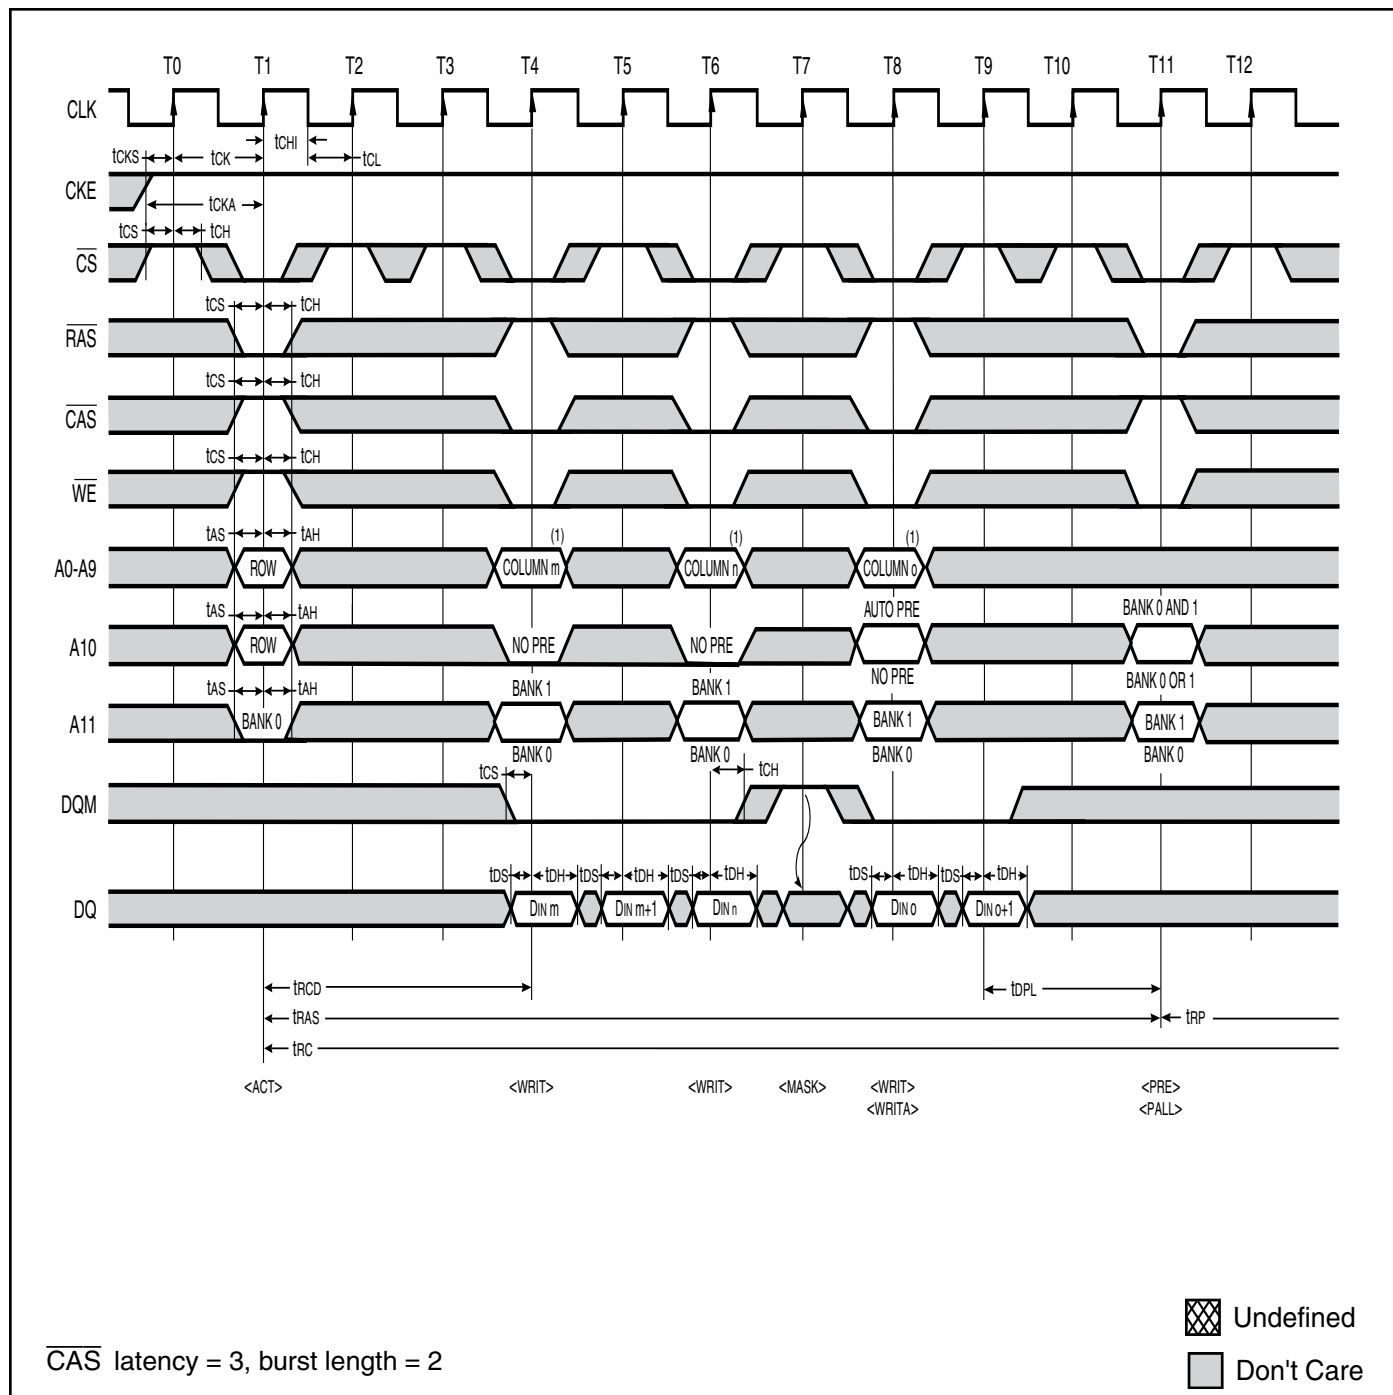 T0 T1 T2 T3 T4 T5 T6 T7 T8 T9 T10 T11 T12
CLK
tCHI
tCKS tCK tCL
CKE
tCKA
tCS tCH
CS
tCS tCH
RAS
tCS tCH
CAS
tCS tCH
WE
tAS tAH (1) (1) (1)
A0-A9 ROW COLUMN m COLUMN n COLUMN o
tAS tAH AUTO PRE BANK 0 AND 1
A10 ROW NO PRE NO PRE
NO PRE BANK 0 OR 1
tAS tAH BANK 1 BANK 1
A11 BANK 0 BANK 1 BANK 1
BANK 0 BANK 0 BANK 0 BANK 0
tCS tCH
DQM
tDS tDH tDS tDH tDS tDH tDS tDH tDS tDH
DQ DIN m DIN m+1 DIN n DIN o DIN o+1
tRCD tDPL
tRAS tRP
tRC
<ACT> <WRIT> <WRIT> <MASK> <WRIT> <PRE>
<WRITA> <PALL>
Undefined
CAS latency = 3, burst length = 2
Don't Care